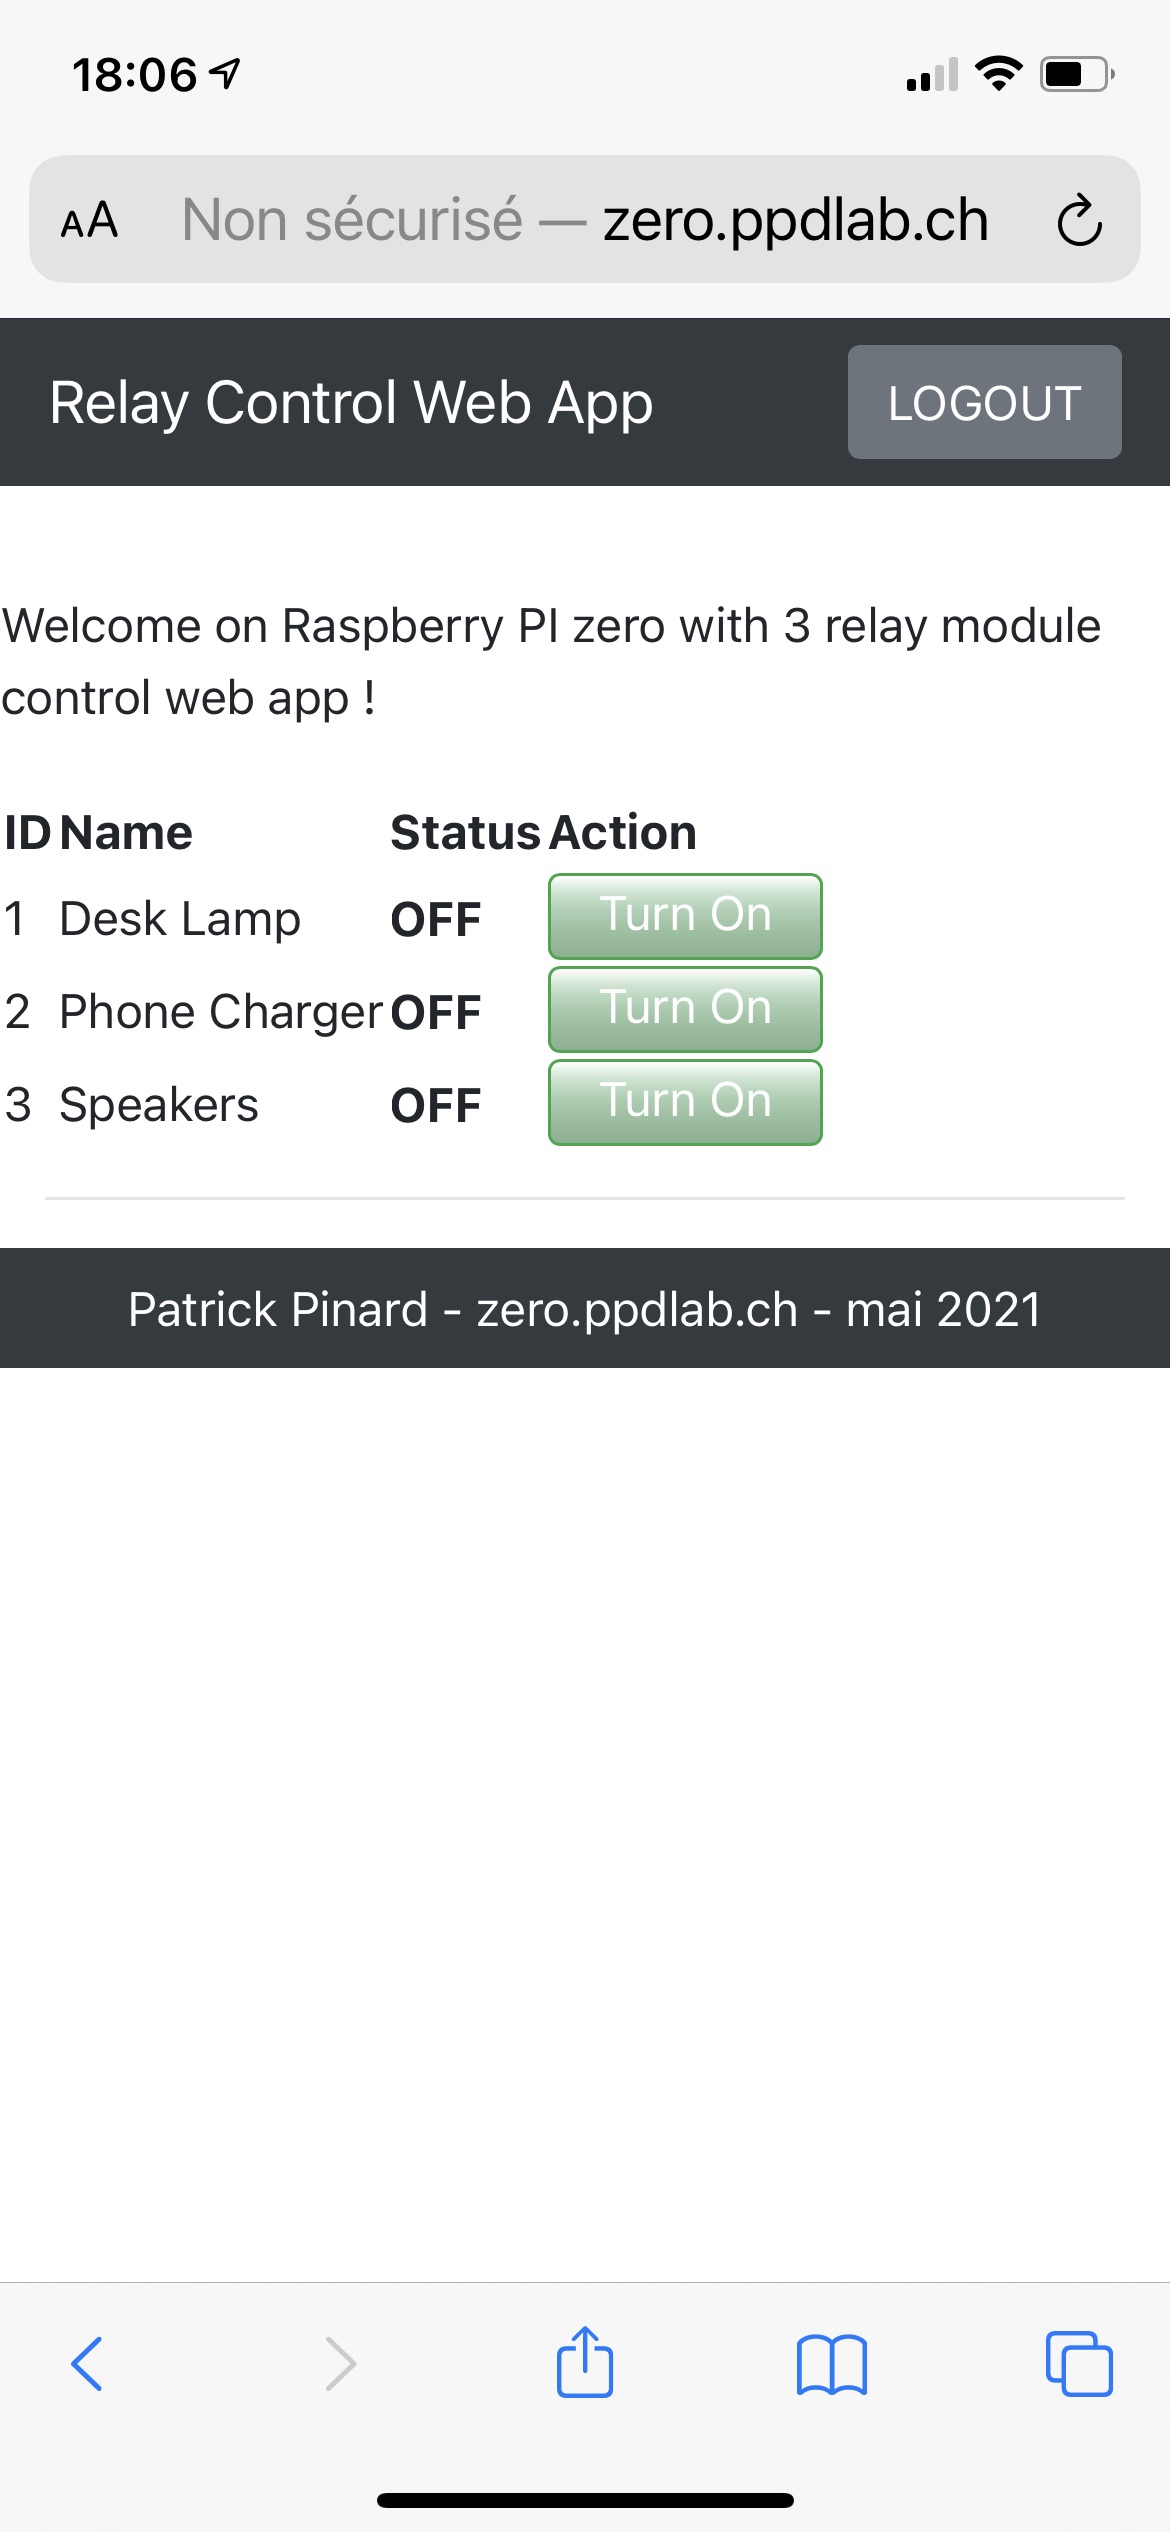 18:06
AA Non sécurisé — zero.ppdlab.ch
Relay Control Web App LOGOUT
Welcome on Raspberry PI zero with 3 relay module
control web app !
ID Name Status Action
1 Desk Lamp OFF Turn On
2 Phone Charger OFF Turn On
3 Speakers OFF Turn On
Patrick Pinard - zero.ppdlab.ch - mai 2021